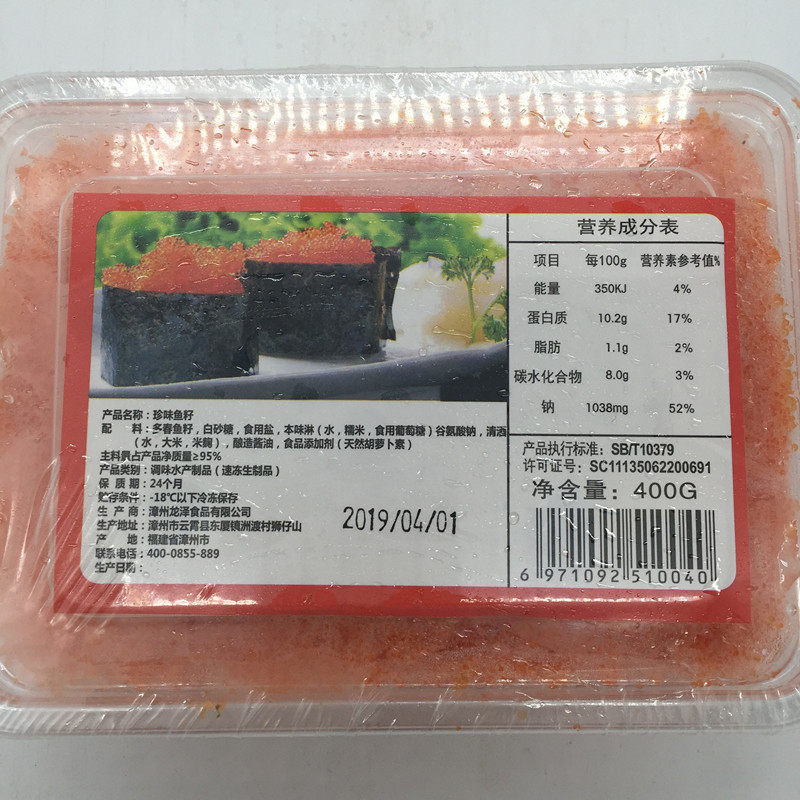 产品名称：珍味鱼籽
配 料：多春鱼籽，白砂糖，食用盐，本味淋（水，糯米，食用葡萄糖）谷氨酸钠，清酒
（水，大米，米麴），酿造酱油，食品添加剂（天然胡萝卜素）
主料鱼占产品净质量≥95%
产品类别：调味水产制品（速冻生制品）
保 质 期：24个月
贮存条件：-18℃以下冷冻保存
生 产 商：漳州龙泽食品有限公司
生产地址：漳州市云霄县东厦镇洲渡村狮仔山
产 地：福建省漳州市
联系电话：400-0855-889
生产日期：
2019/04/01
营养成分表
项目 每100g 营养素参考值%
能量 350KJ 4%
蛋白质 10.2g 17%
脂肪 1.1g 2%
碳水化合物 8.0g 3%
钠 1038mg 52%
产品执行标准：SB/T10379
许可证号：SC11135062200691
净含量：400G
6 971092 510040